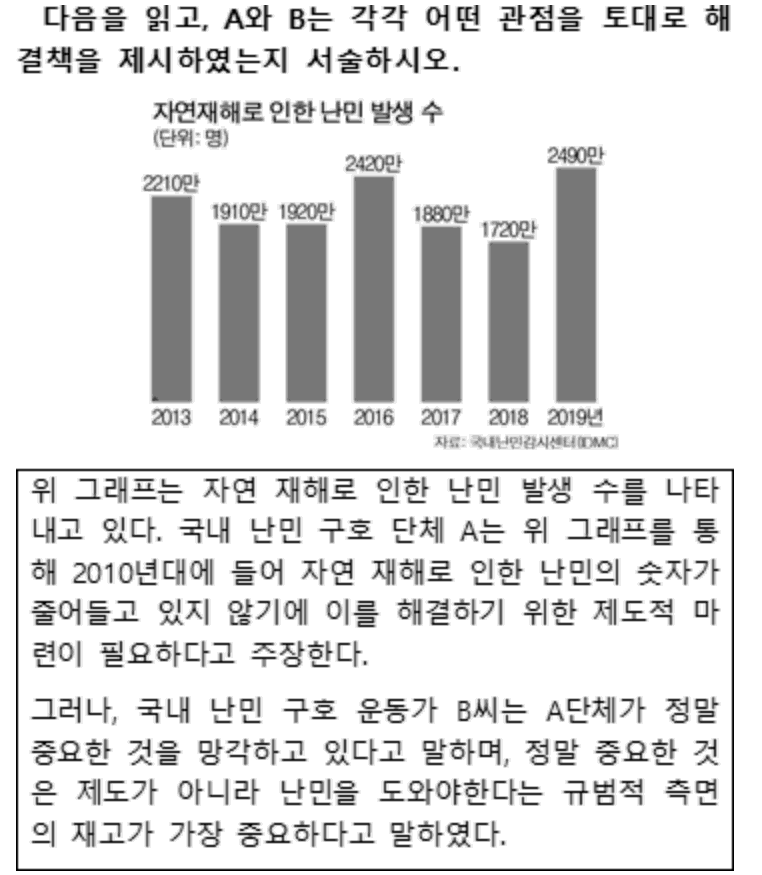 다음을 읽고, A와 B는 각각 어떤 관점을 토대로 해
결책을 제시하였는지 서술하시오.
자연재해로 인한 난민 발생 수
(단위: 명)
2210만 1910만 1920만 2420만 1880만 1720만 2490만
2013 2014 2015 2016 2017 2018 2019년
자료: 국내난민감시센터(IDMC)
위 그래프는 자연 재해로 인한 난민 발생 수를 나타
내고 있다. 국내 난민 구호 단체 A는 위 그래프를 통
해 2010년대에 들어 자연 재해로 인한 난민의 숫자가
줄어들고 있지 않기에 이를 해결하기 위한 제도적 마
련이 필요하다고 주장한다.
그러나, 국내 난민 구호 운동가 B씨는 A단체가 정말
중요한 것을 망각하고 있다고 말하며, 정말 중요한 것
은 제도가 아니라 난민을 도와야한다는 규범적 측면
의 재고가 가장 중요하다고 말하였다.